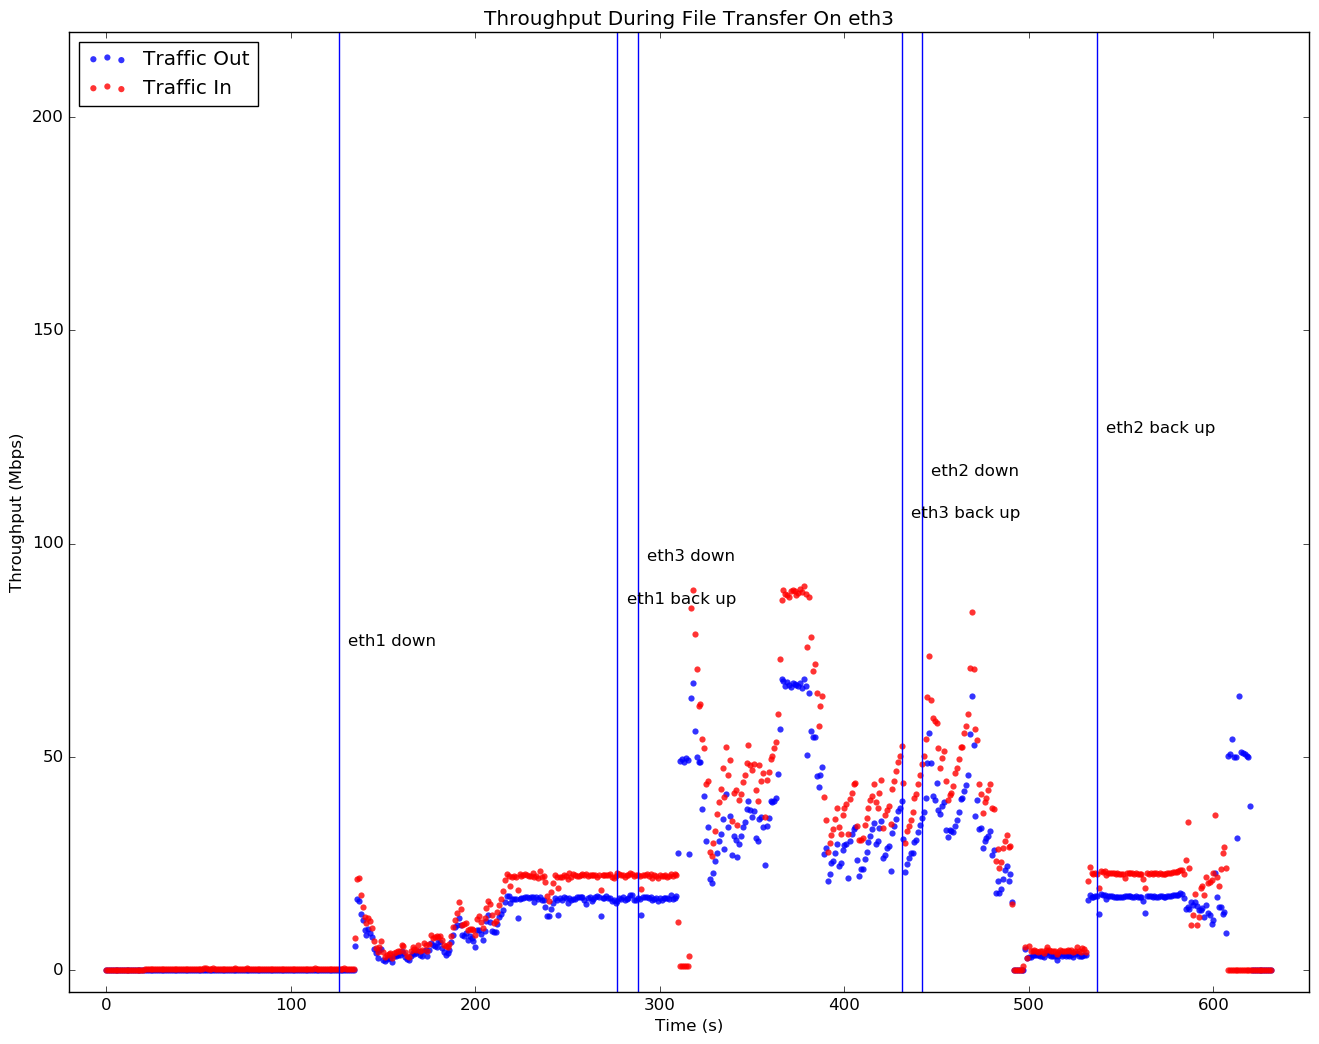 Throughput During File Transfer On eth3
Traffic Out
Traffic In
200
150
100
50
0
Throughput (Mbps)
eth2 back up
eth2 down
eth3 back up
eth3 down
eth1 back up
eth1 down
0 100 200 300 400 500 600
Time (s)